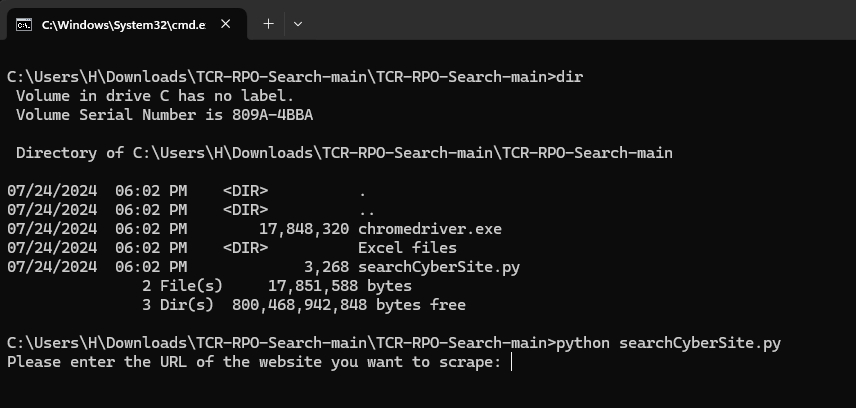 C:\Windows\System32\cmd.e
C:\Users\H\Downloads\TCR-RPO-Search-main\TCR-RPO-Search-main>dir
Volume in drive C has no label.
Volume Serial Number is 809A-4BBA
Directory of C:\Users\H\Downloads\TCR-RPO-Search-main\TCR-RPO-Search-main
07/24/2024  06:02 PM    <DIR>          .
07/24/2024  06:02 PM    <DIR>          ..
07/24/2024  06:02 PM        17,848,320 chromedriver.exe
07/24/2024  06:02 PM    <DIR>          Excel files
07/24/2024  06:02 PM             3,268 searchCyberSite.py
2 File(s)     17,851,588 bytes
3 Dir(s)  800,468,942,848 bytes free
C:\Users\H\Downloads\TCR-RPO-Search-main\TCR-RPO-Search-main>python searchCyberSite.py
Please enter the URL of the website you want to scrape: